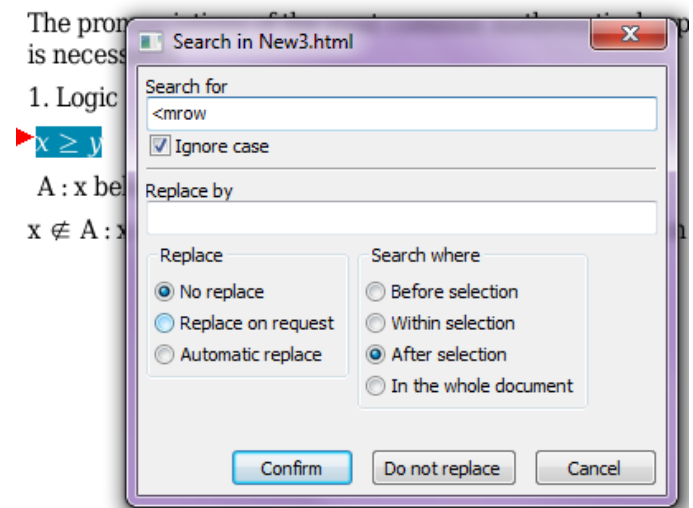 The pron
is necess
1. Logic
x ≥ y
A : x bel
x ∉ A : x
Search in New3.html
Search for
<mrow
Ignore case
Replace by
Replace
No replace
Replace on request
Automatic replace
Search where
Before selection
Within selection
After selection
In the whole document
Confirm
Do not replace
Cancel